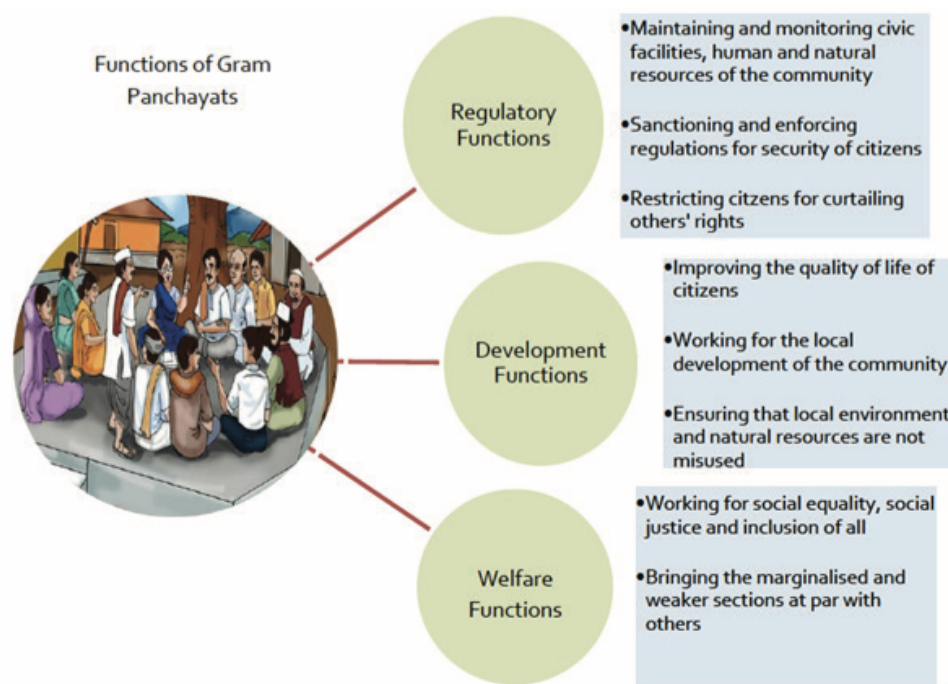 Functions of Gram
Panchayats
Regulatory
Functions
•Maintaining and monitoring civic
facilities, human and natural
resources of the community
•Sanctioning and enforcing
regulations for security of citizens
•Restricting citzens for curtailing
others' rights
Development
Functions
•Improving the quality of life of
citizens
•Working for the local
development of the community
•Ensuring that local environment
and natural resources are not
misused
Welfare
Functions
•Working for social equality, social
justice and inclusion of all
•Bringing the marginalised and
weaker sections at par with
others